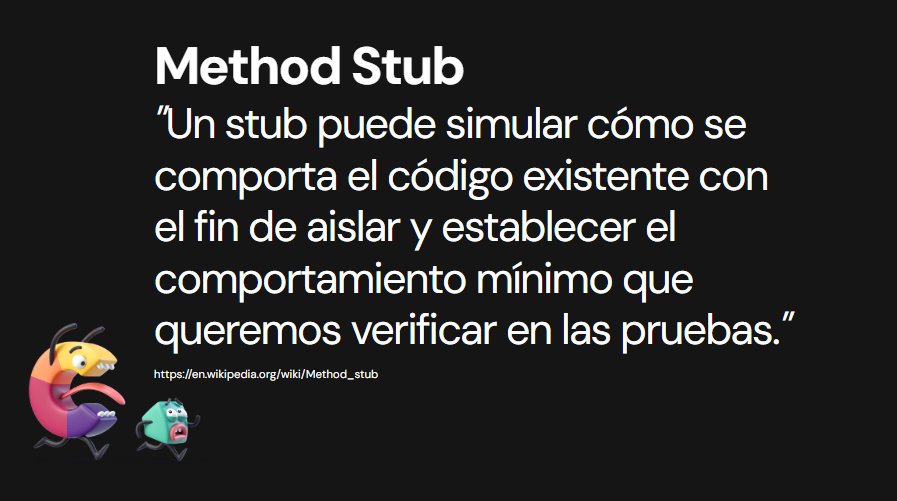 Method Stub
"Un stub puede simular cómo se
comporta el código existente con
el fin de aislar y establecer el
comportamiento mínimo que
queremos verificar en las pruebas."
https://en.wikipedia.org/wiki/Method_stub